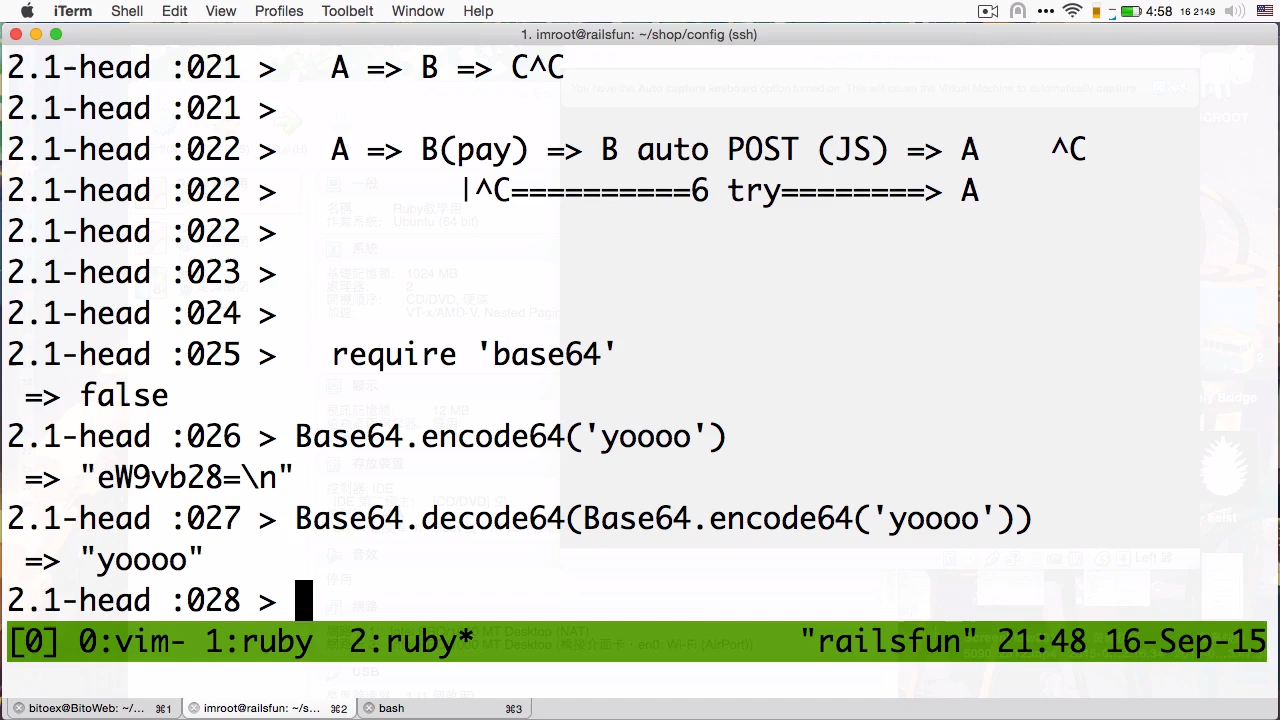 iTerm Shell Edit View Profiles Toolbelt Window Help 4:58 16 2149
1. imroot@railsfun: ~/shop/config (ssh)
2.1-head :021 > A => B => C^C
2.1-head :021 >
2.1-head :022 > A => B(pay) => B auto POST (JS) => A ^C
2.1-head :022 > |^C==========6 try========> A
2.1-head :022 >
2.1-head :023 >
2.1-head :024 >
2.1-head :025 > require 'base64'
=> false
2.1-head :026 > Base64.encode64('yoooo')
=> "eW9vb28=\n"
2.1-head :027 > Base64.decode64(Base64.encode64('yoooo'))
=> "yoooo"
2.1-head :028 >
[0] 0:vim- 1:ruby 2:ruby* "railsfun" 21:48 16-Sep-15
bitoex@BitoWeb: ~/... ⌘1 imroot@railsfun: ~/s... ⌘2 bash ⌘3